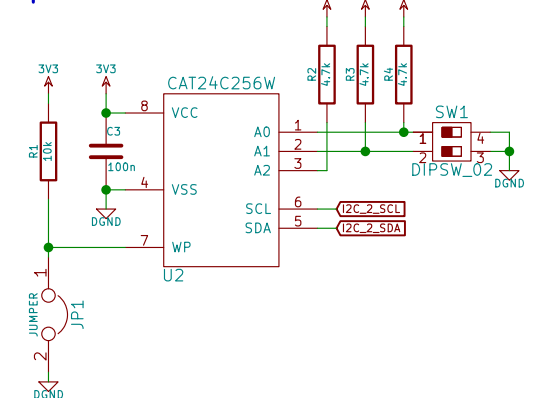 R2 4.7k
R3 4.7k
R4 4.7k
3V3
3V3
CAT24C256W
SW1
8 VCC
A0 1
1 4
C3
R1 10k
A1 2
2 3
100n
A2 3
DIPSW_02
4 VSS
DGND
DGND
SCL 6 I2C_2_SCL
SDA 5 I2C_2_SDA
7 WP
U2
1
JUMPER
JP1
2
DGND